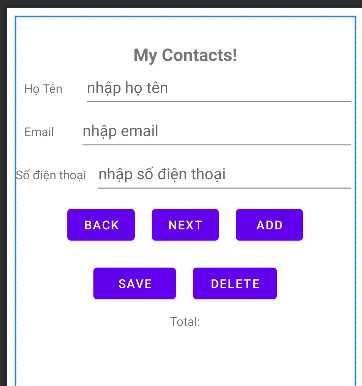 My Contacts!
Họ Tên nhập họ tên
Email nhập email
Số điện thoại nhập số điện thoại
BACK NEXT ADD
SAVE DELETE
Total: